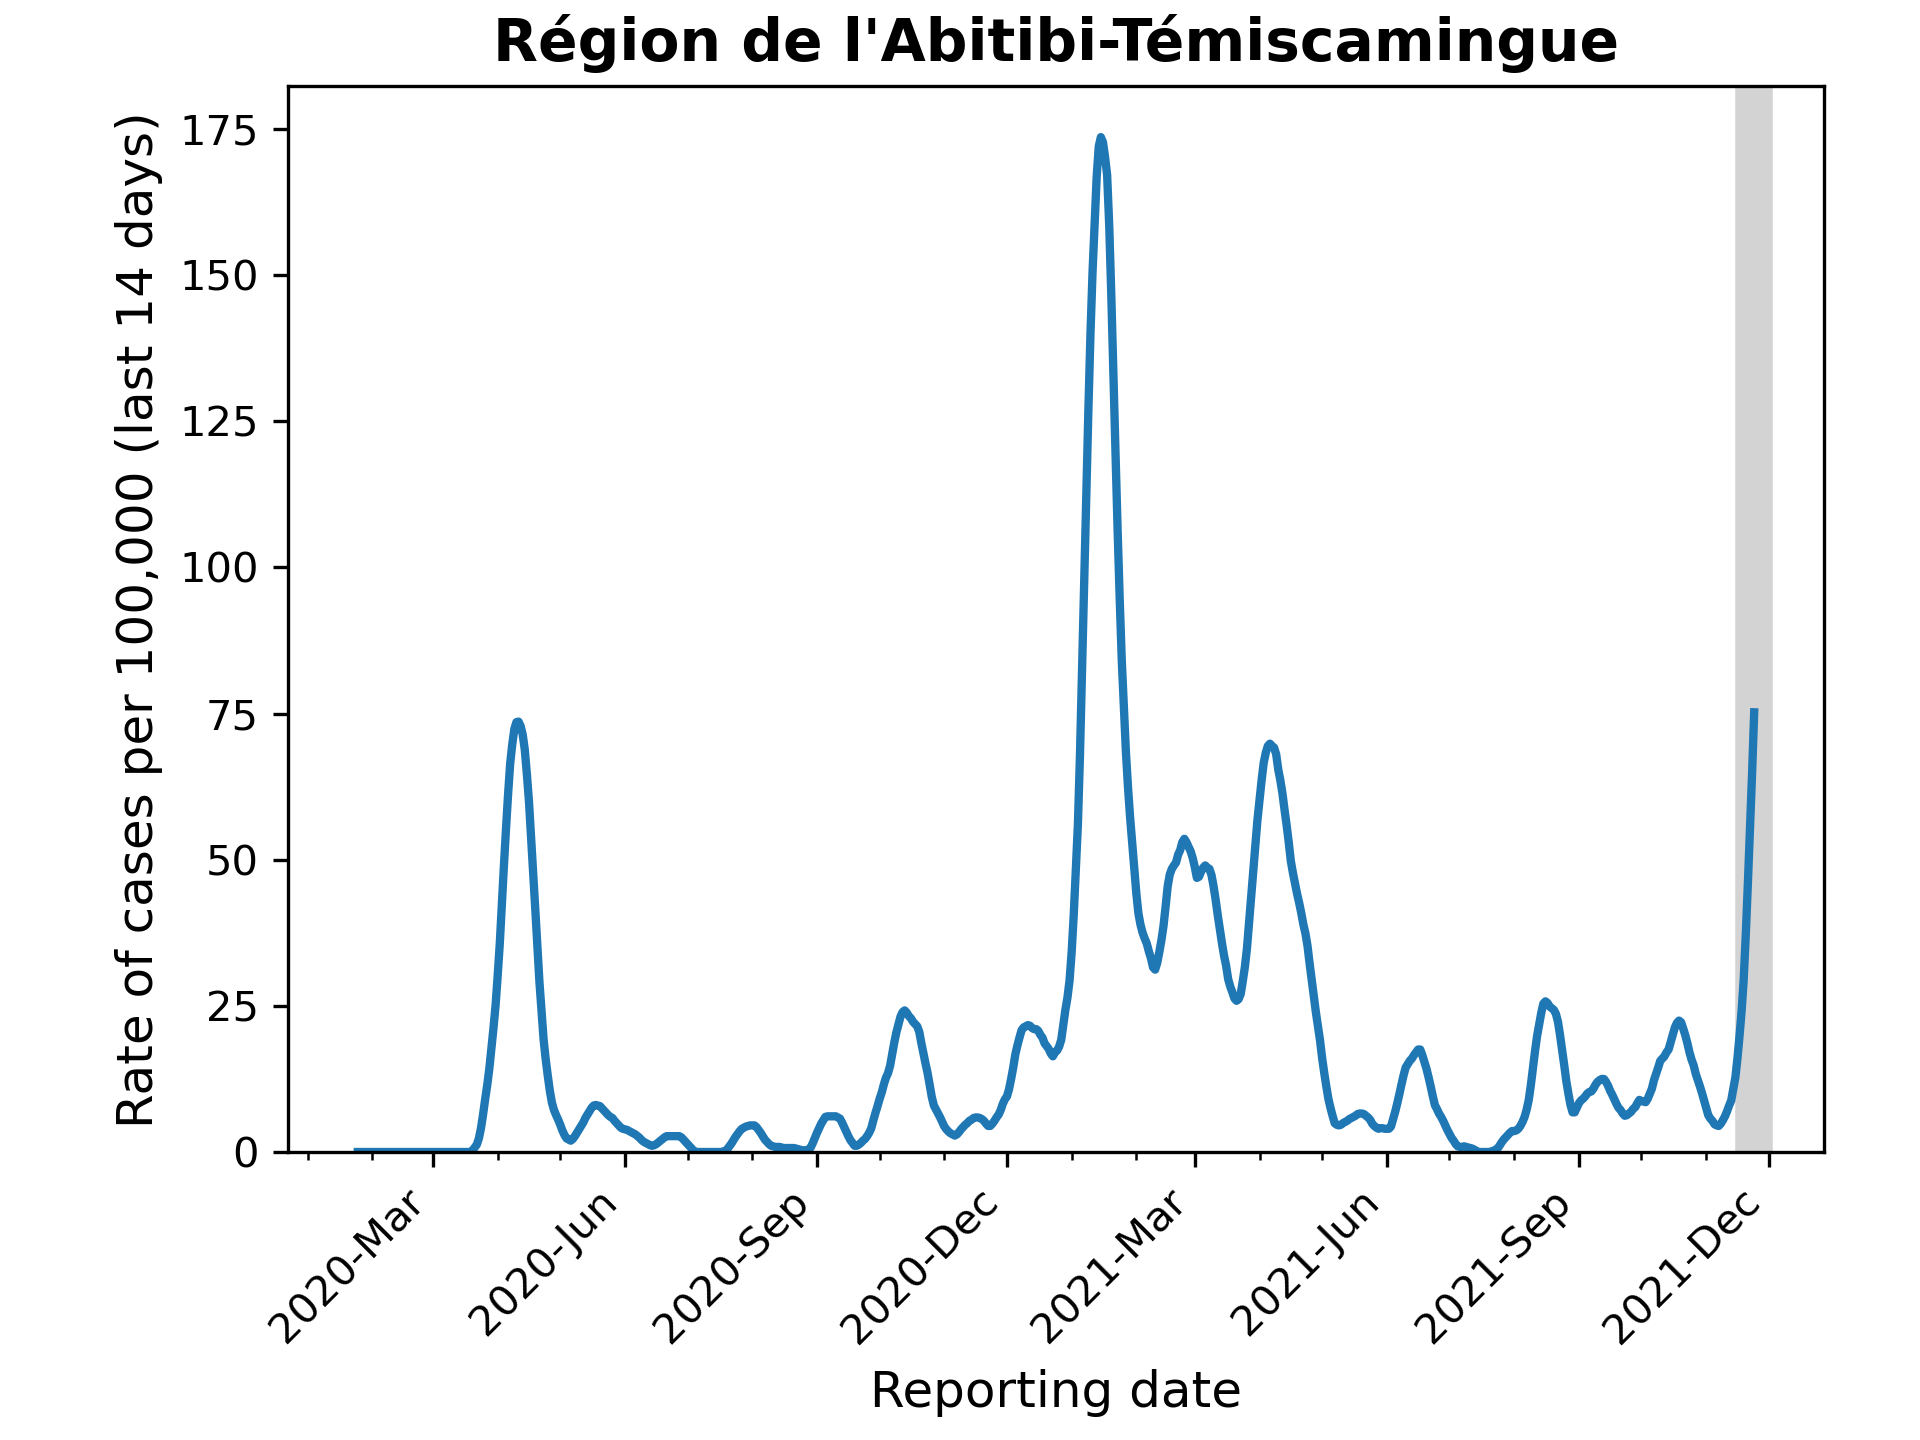 Région de l'Abitibi-Témiscamingue
Rate of cases per 100,000 (last 14 days)
175
150
125
100
75
50
25
0
2020-Mar
2020-Jun
2020-Sep
2020-Dec
2021-Mar
2021-Jun
2021-Sep
2021-Dec
Reporting date